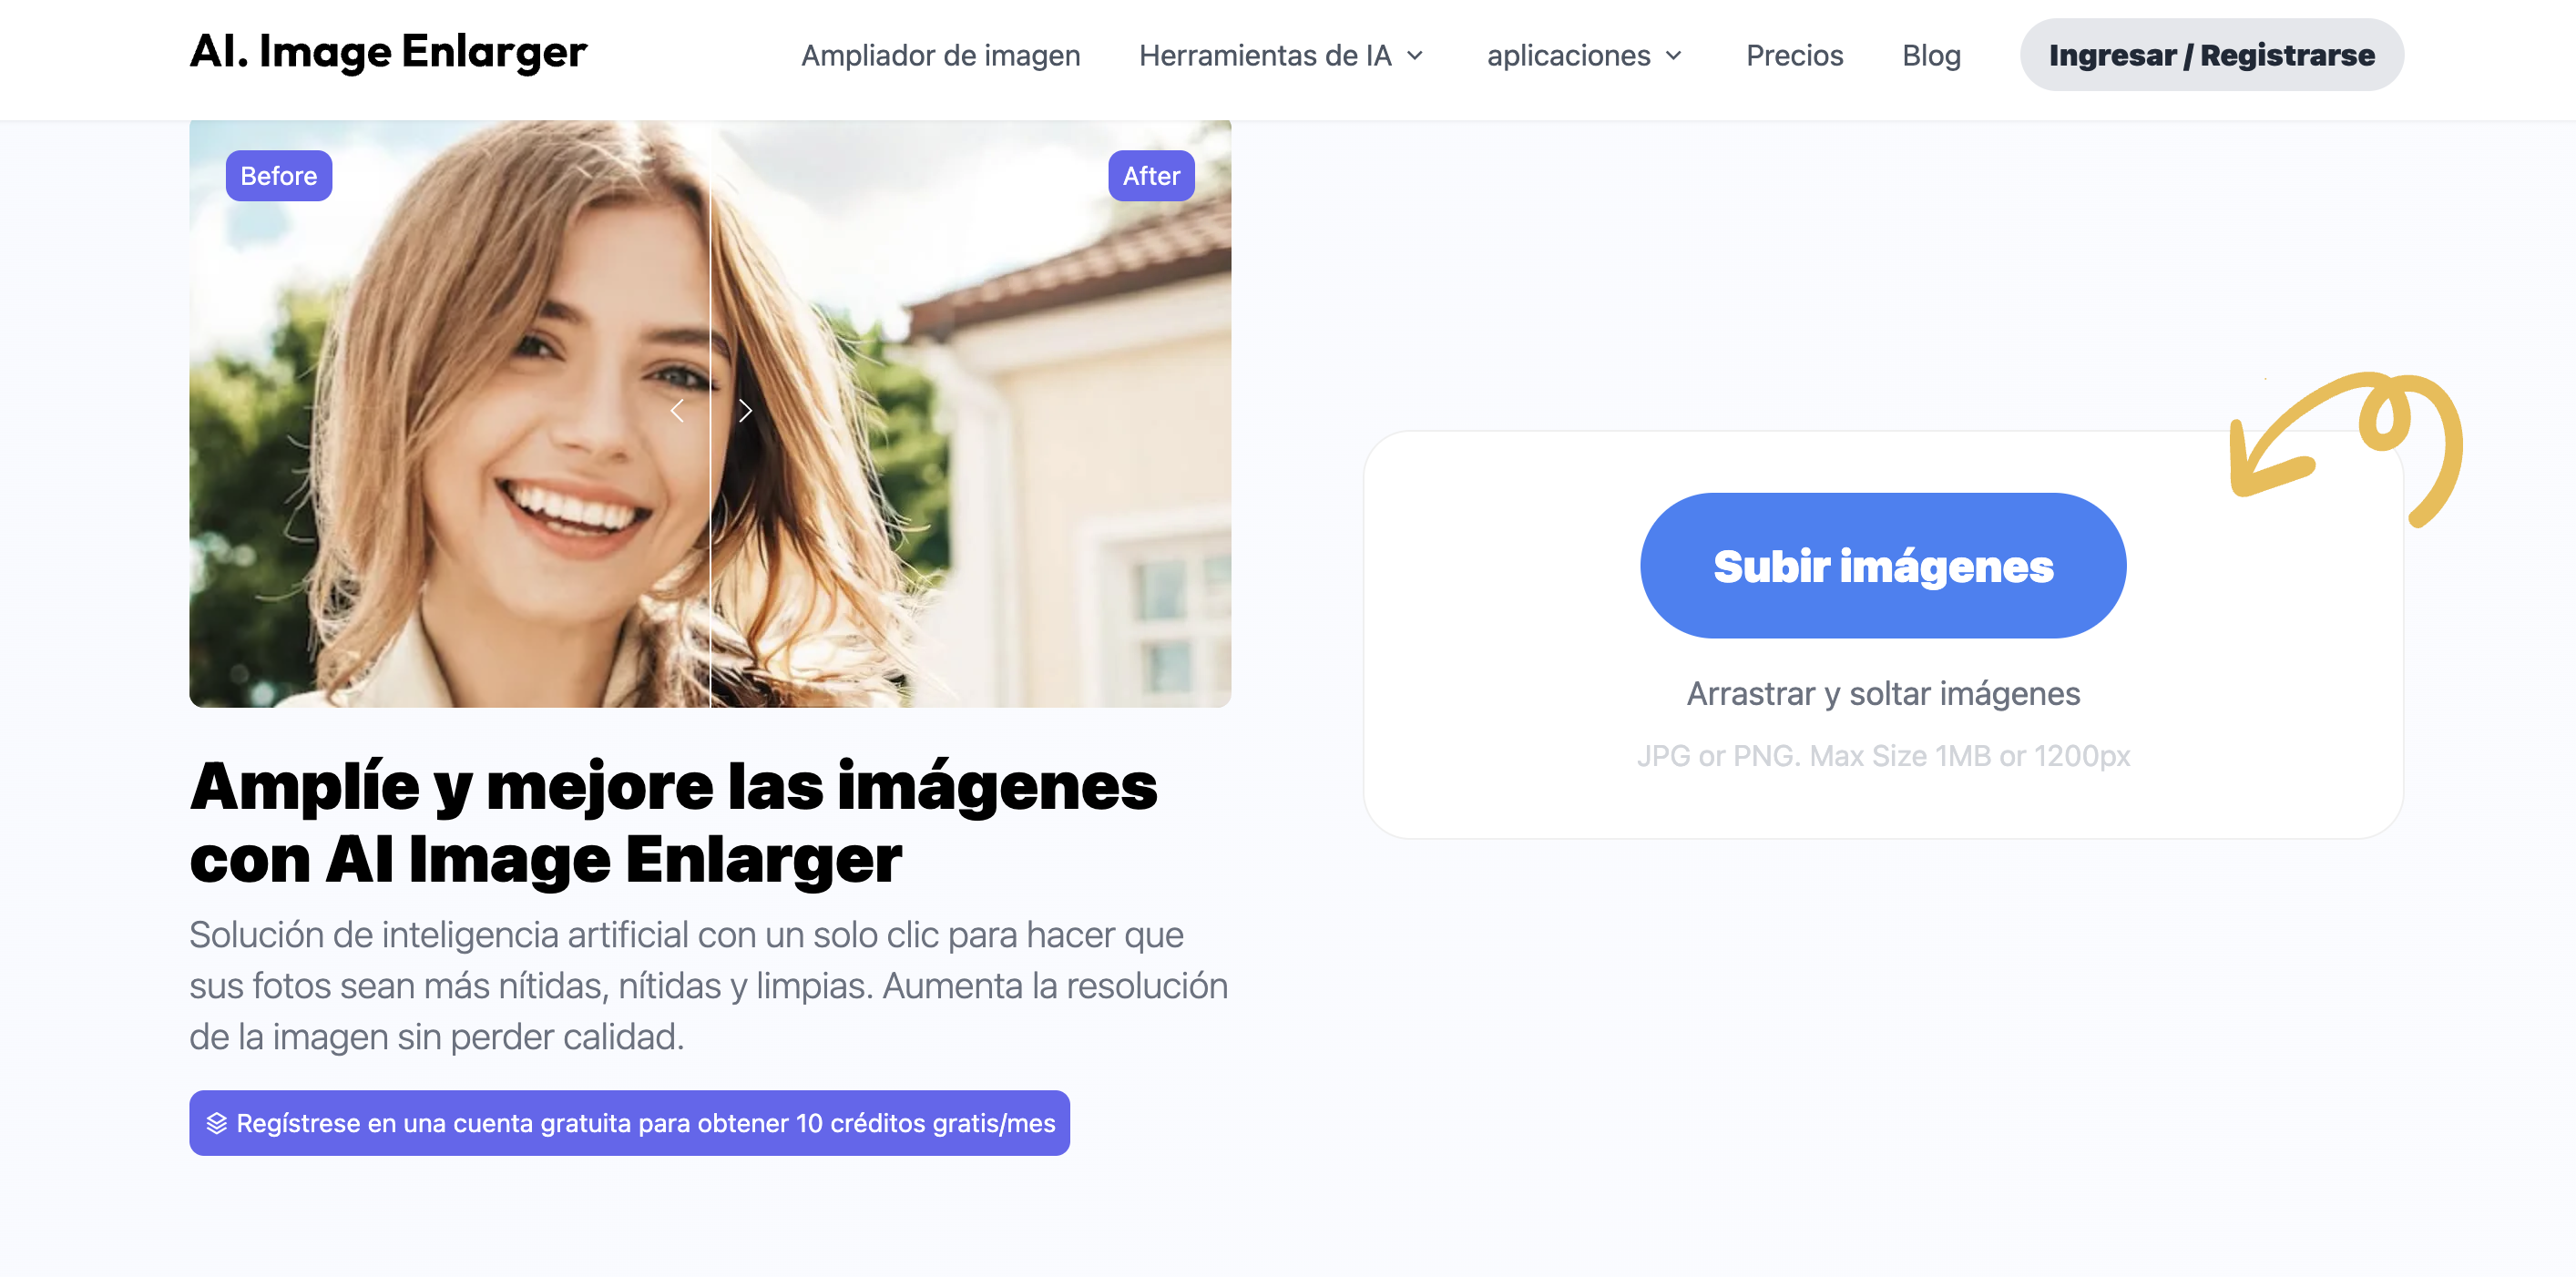 AI. Image Enlarger
Ampliador de imagen
Herramientas de IA
aplicaciones
Precios
Blog
Ingresar / Registrarse
Before
After
Amplíe y mejore las imágenes
con AI Image Enlarger
Solución de inteligencia artificial con un solo clic para hacer que
sus fotos sean más nítidas, nítidas y limpias. Aumenta la resolución
de la imagen sin perder calidad.
Regístrese en una cuenta gratuita para obtener 10 créditos gratis/mes
Subir imágenes
Arrastrar y soltar imágenes
JPG or PNG. Max Size 1MB or 1200px